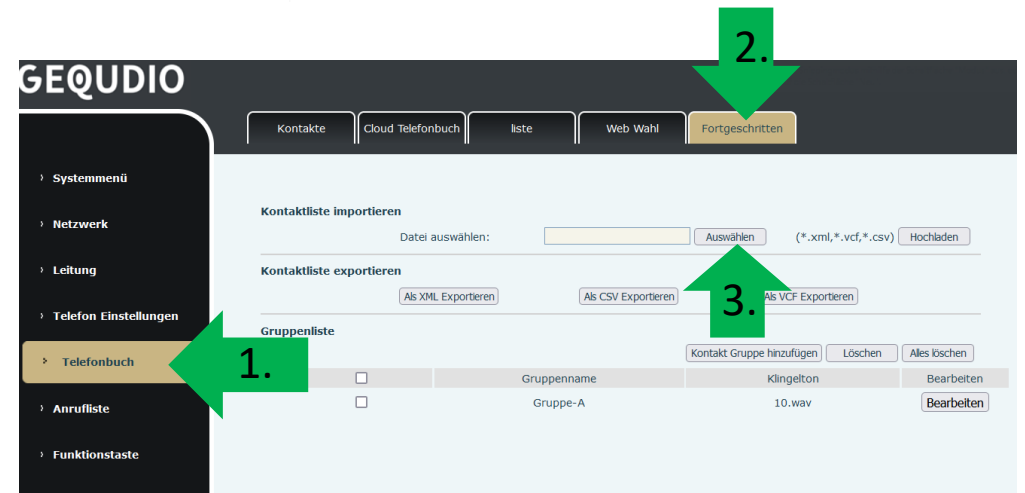 2.
GEQUDIO
Kontakte
Cloud Telefonbuch
liste
Web Wahl
Fortgeschritten
Systemmenü
Netzwerk
Leitung
Telefon Einstellungen
Telefonbuch
Anrufliste
Funktionstaste
1.
Kontaktliste importieren
Datei auswählen:
Auswählen
(*.xml,*.vcf,*.csv)
Hochladen
Kontaktliste exportieren
Als XML Exportieren
Als CSV Exportieren
3.
Als VCF Exportieren
Gruppenliste
Kontakt Gruppe hinzufügen
Löschen
Alles löschen
Gruppenname
Klingelton
Bearbeiten
Gruppe-A
10.wav
Bearbeiten